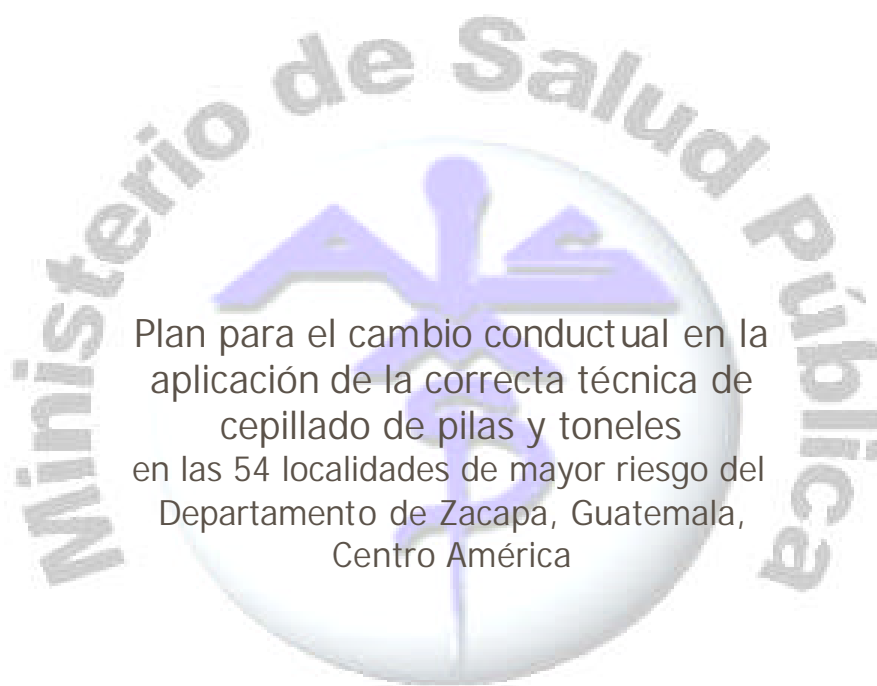 Ministerio de Salud Pública
Plan para el cambio conductual en la
aplicación de la correcta técnica de
cepillado de pilas y toneles
en las 54 localidades de mayor riesgo del
Departamento de Zacapa, Guatemala,
Centro América